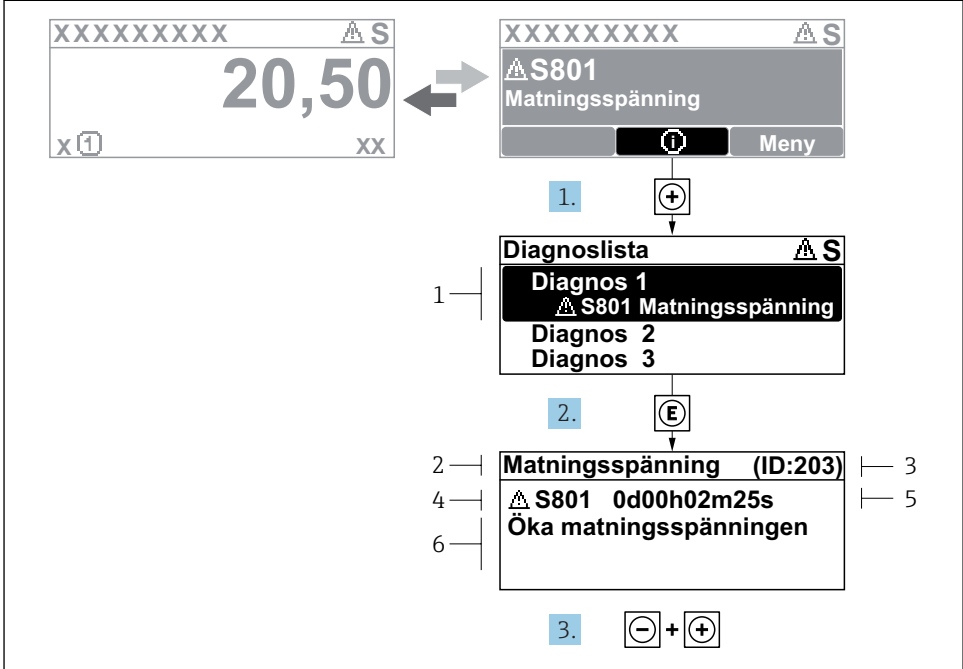 XXXXXXXXX ⚠ S
20,50
X 1 XX
XXXXXXXXX ⚠ S
⚠ S801
Matningsspänning
i Meny
1. +
Diagnoslista ⚠ S
1 Diagnos 1
⚠ S801 Matningsspänning
Diagnos 2
Diagnos 3
2. E
2 Matningsspänning (ID:203) 3
4 ⚠ S801 0d00h02m25s 5
6 Öka matningsspänningen
3. - + +